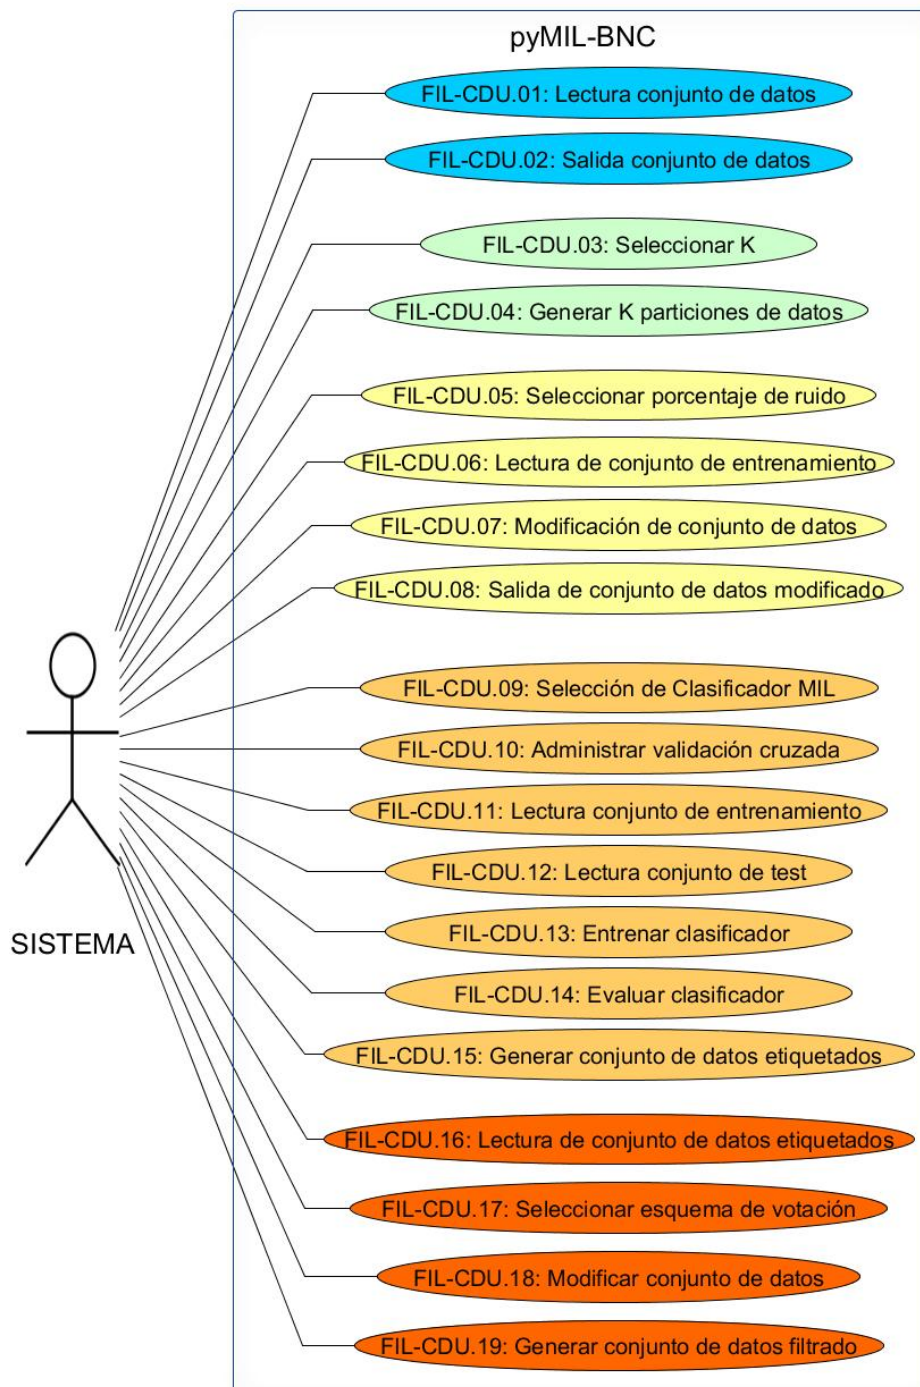 pyMIL-BNC
FIL-CDU.01: Lectura conjunto de datos
FIL-CDU.02: Salida conjunto de datos
FIL-CDU.03: Seleccionar K
FIL-CDU.04: Generar K particiones de datos
FIL-CDU.05: Seleccionar porcentaje de ruido
FIL-CDU.06: Lectura de conjunto de entrenamiento
FIL-CDU.07: Modificación de conjunto de datos
FIL-CDU.08: Salida de conjunto de datos modificado
FIL-CDU.09: Selección de Clasificador MIL
FIL-CDU.10: Administrar validación cruzada
FIL-CDU.11: Lectura conjunto de entrenamiento
FIL-CDU.12: Lectura conjunto de test
FIL-CDU.13: Entrenar clasificador
SISTEMA
FIL-CDU.14: Evaluar clasificador
FIL-CDU.15: Generar conjunto de datos etiquetados
FIL-CDU.16: Lectura de conjunto de datos etiquetados
FIL-CDU.17: Seleccionar esquema de votación
FIL-CDU.18: Modificar conjunto de datos
FIL-CDU.19: Generar conjunto de datos filtrado